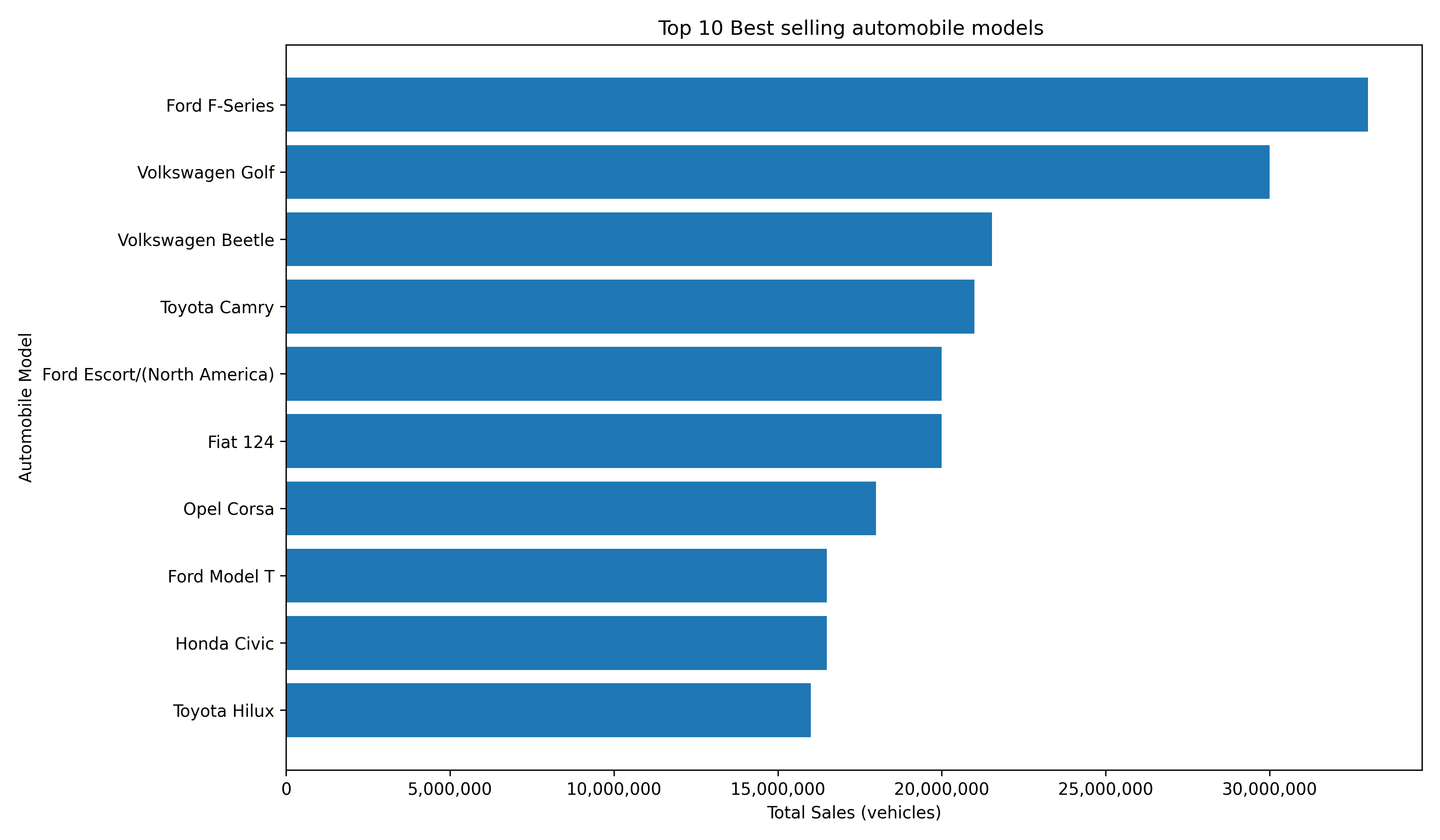 Top 10 Best selling automobile models
Automobile Model
Ford F-Series
Volkswagen Golf
Volkswagen Beetle
Toyota Camry
Ford Escort/(North America)
Fiat 124
Opel Corsa
Ford Model T
Honda Civic
Toyota Hilux
0 5,000,000 10,000,000 15,000,000 20,000,000 25,000,000 30,000,000
Total Sales (vehicles)